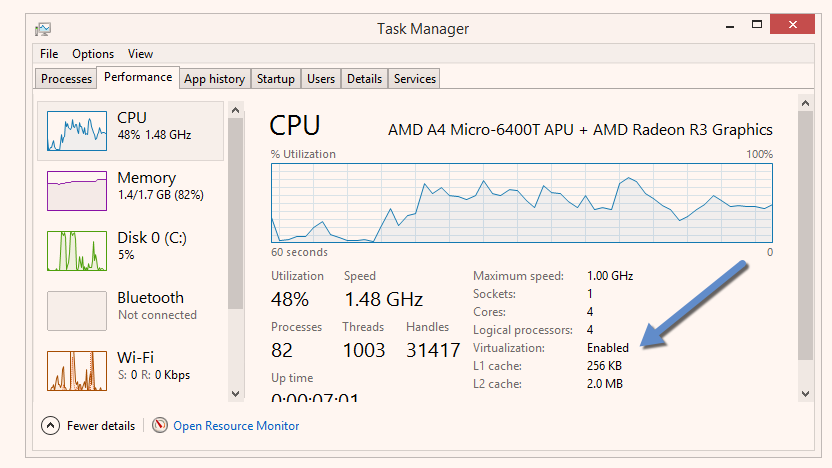 Task Manager
File Options View
Processes Performance App history Startup Users Details Services
CPU
48% 1.48 GHz
Memory
1.4/1.7 GB (82%)
Disk 0 (C:)
5%
Bluetooth
Not connected
Wi-Fi
S: 0 R: 0 Kbps
CPU AMD A4 Micro-6400T APU + AMD Radeon R3 Graphics
% Utilization 100%
60 seconds 0
Utilization Speed
48% 1.48 GHz
Processes Threads Handles
82 1003 31417
Up time
0:00:07:01
Maximum speed: 1.00 GHz
Sockets: 1
Cores: 4
Logical processors: 4
Virtualization: Enabled
L1 cache: 256 KB
L2 cache: 2.0 MB
Fewer details Open Resource Monitor